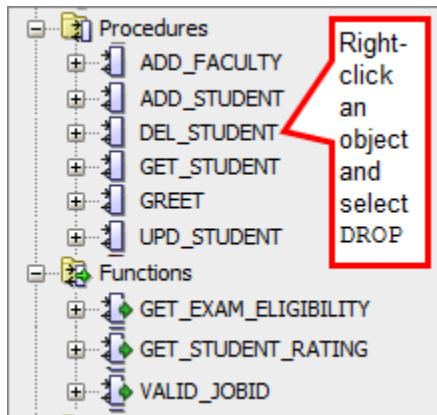 Procedures
ADD_FACULTY
ADD_STUDENT
DEL_STUDENT
GET_STUDENT
GREET
UPD_STUDENT
Functions
GET_EXAM_ELIGIBILITY
GET_STUDENT_RATING
VALID_JOBID
Right-
click
an
object
and
select
DROP